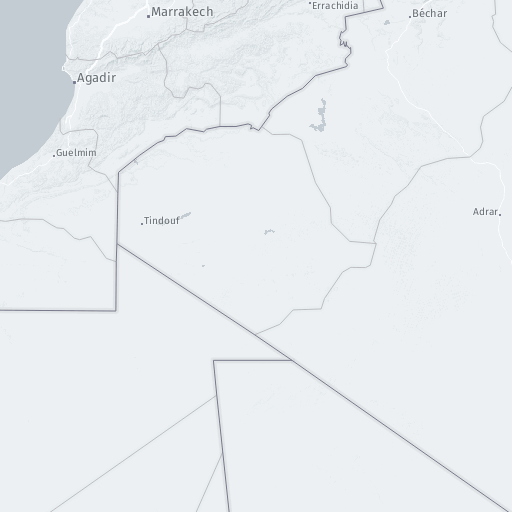 Errachidia
Marrakech
Béchar
Agadir
Guelmim
Adrar
Tindouf